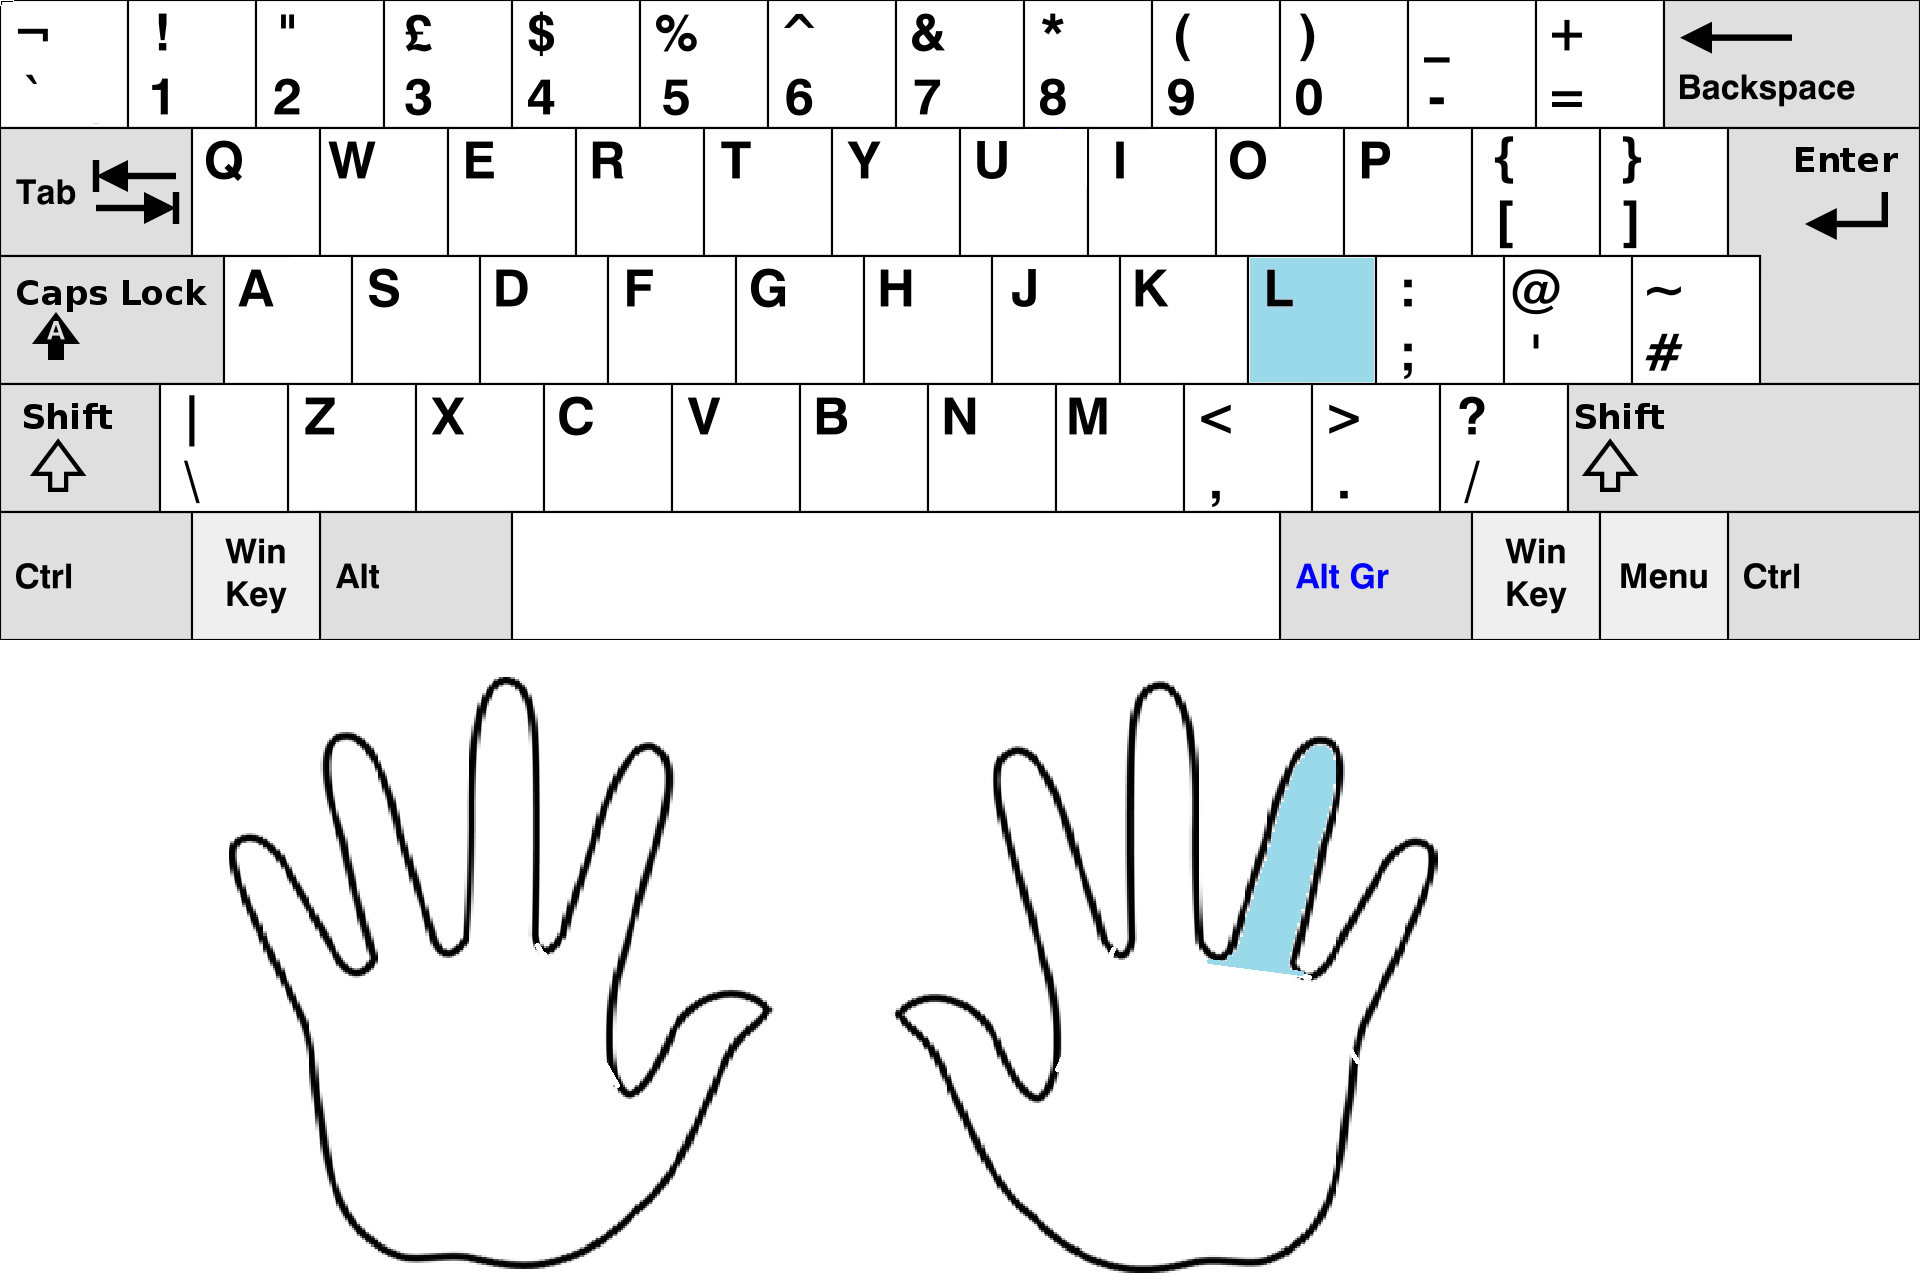 ¬ ! " £ $ % ^ & * ( ) _ +
` 1 2 3 4 5 6 7 8 9 0 - = Backspace
Tab Q W E R T Y U I O P { } Enter
[ ]
Caps Lock A S D F G H J K L : @ ~
A ; ' #
Shift | Z X C V B N M < > ? Shift
\ , . /
Ctrl Win Key Alt Alt Gr Win Key Menu Ctrl